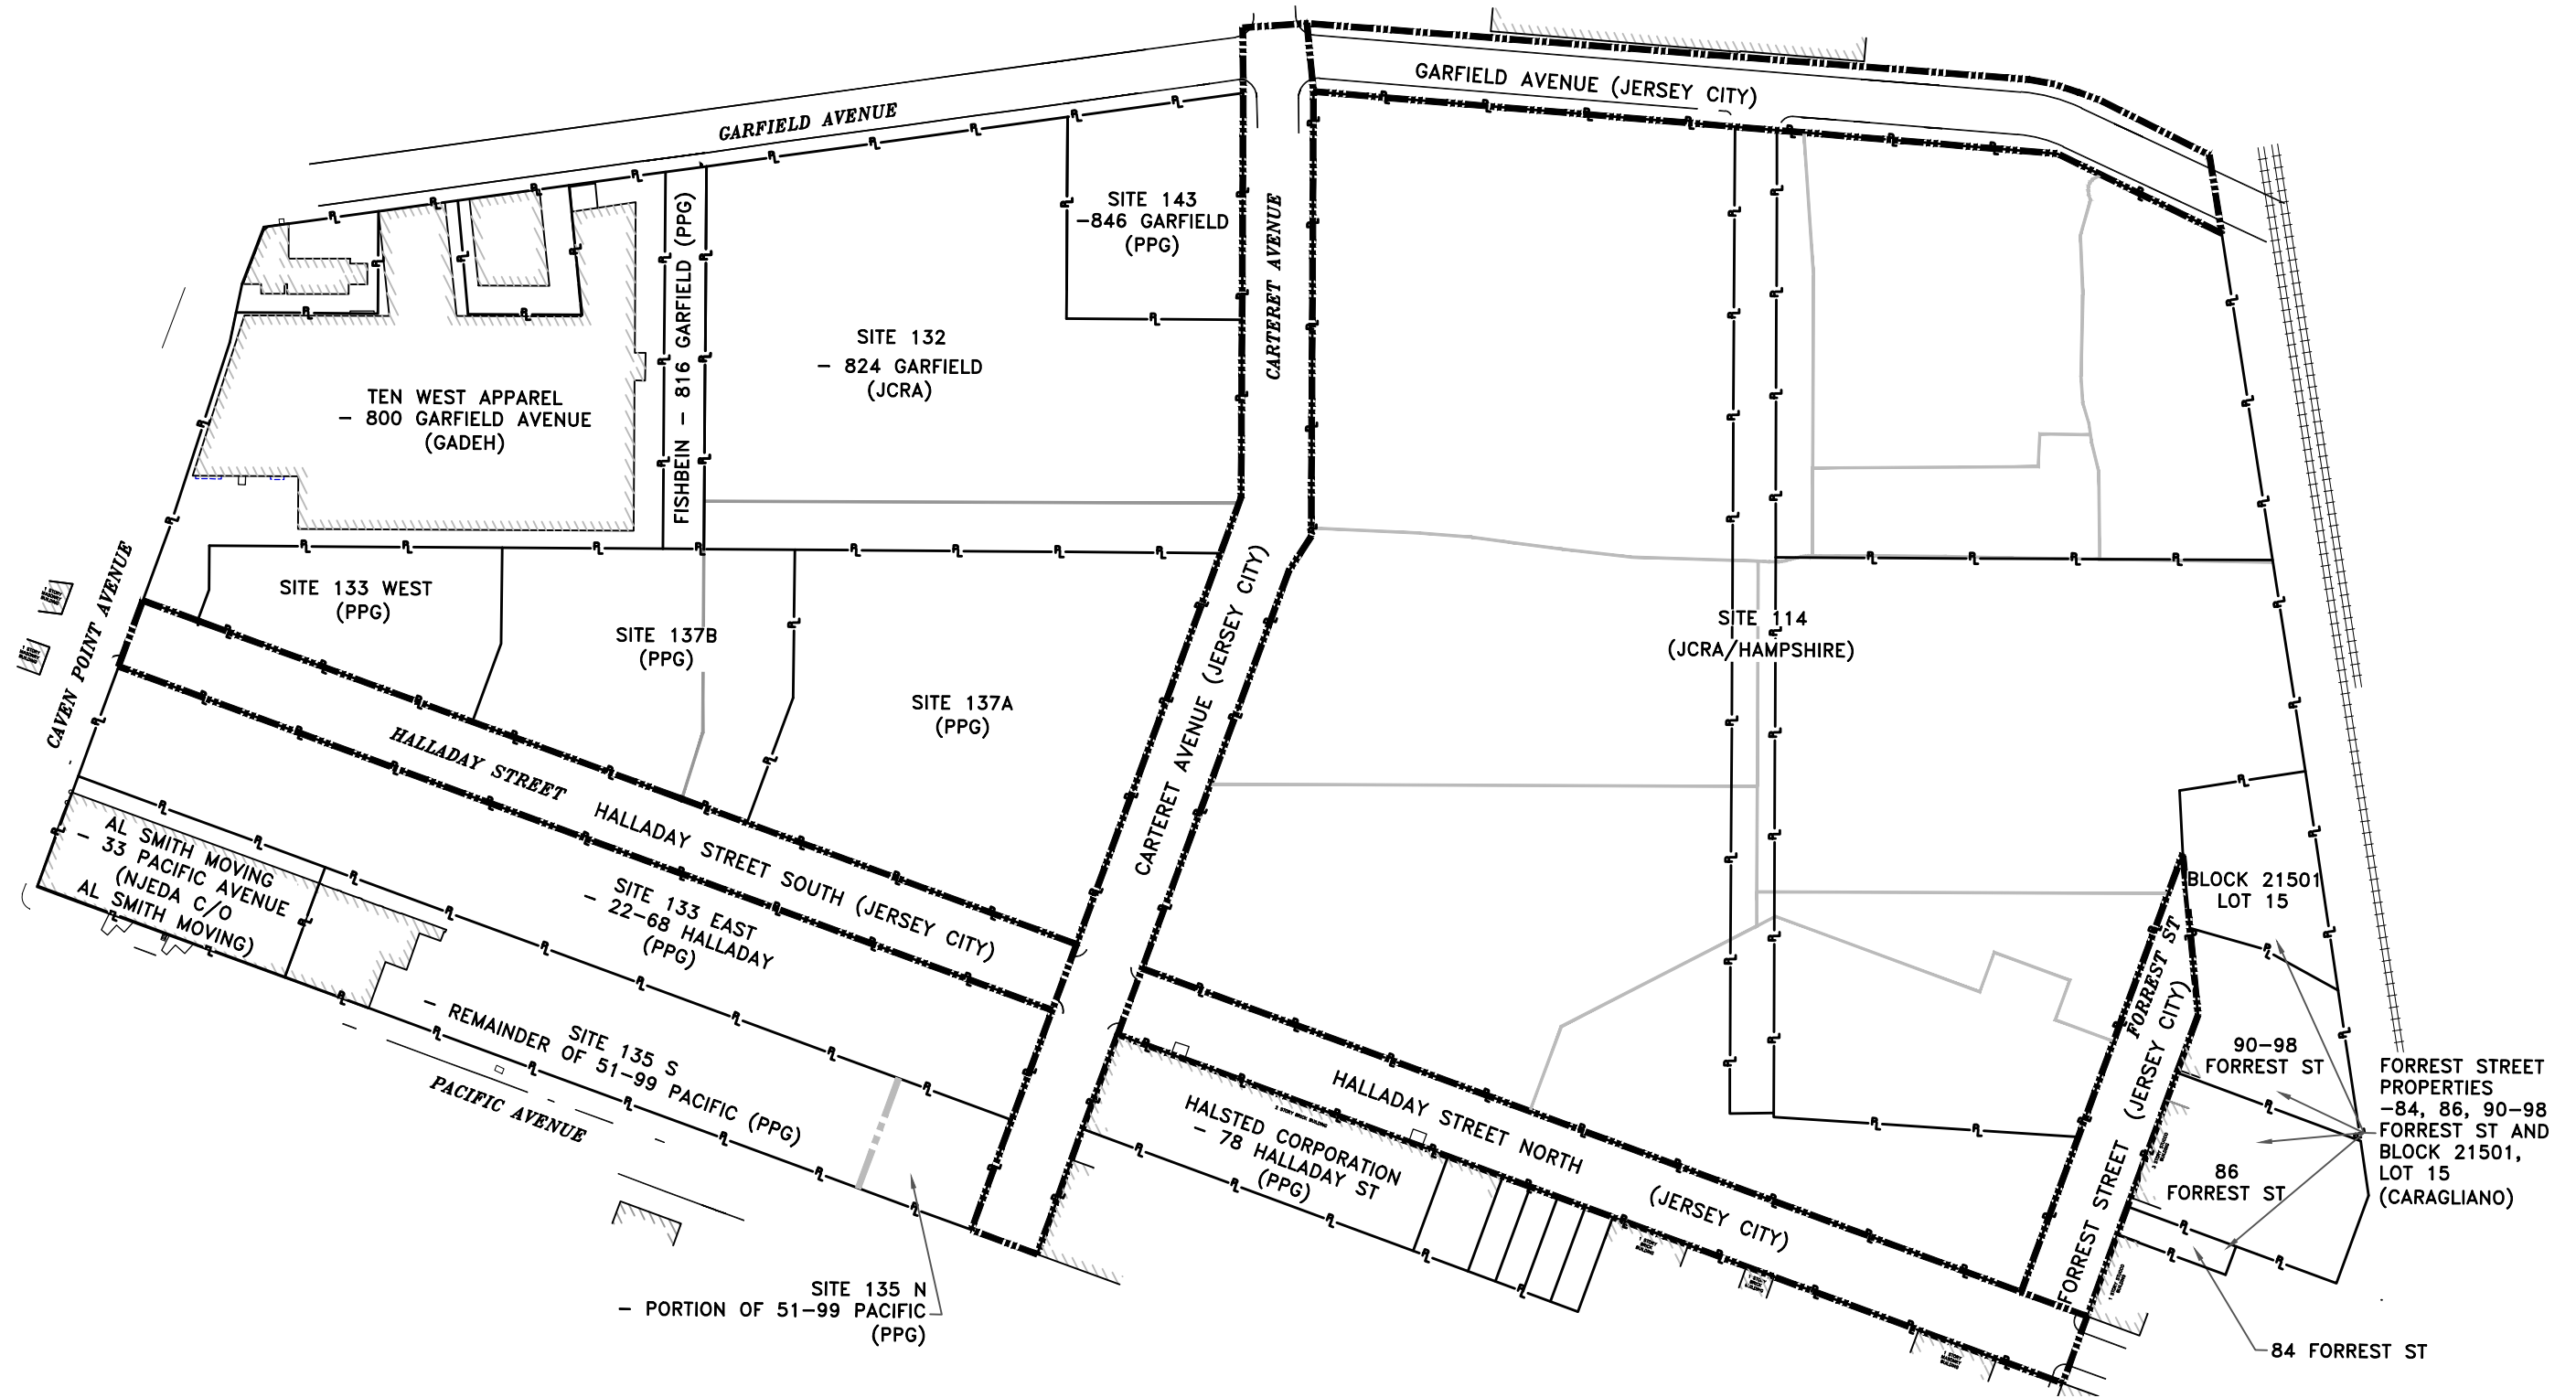 GARFIELD AVENUE
GARFIELD AVENUE (JERSEY CITY)
SITE 143
-846 GARFIELD
(PPG)
CARTERET AVENUE
FISHBEIN - 816 GARFIELD (PPG)
SITE 132
- 824 GARFIELD
(JCRA)
TEN WEST APPAREL
- 800 GARFIELD AVENUE
(GADEH)
CAVEN POINT AVENUE
SITE 133 WEST
(PPG)
SITE 137B
(PPG)
SITE 137A
(PPG)
CARTERET AVENUE (JERSEY CITY)
SITE 114
(JCRA/HAMPSHIRE)
HALLADAY STREET
HALLADAY STREET SOUTH (JERSEY CITY)
AL SMITH MOVING
- 33 PACIFIC AVENUE
(NJEDA C/O
AL SMITH MOVING)
SITE 133 EAST
- 22-68 HALLADAY
(PPG)
SITE 135 S
- REMAINDER OF 51-99 PACIFIC (PPG)
PACIFIC AVENUE
SITE 135 N
- PORTION OF 51-99 PACIFIC
(PPG)
HALLADAY STREET NORTH
(JERSEY CITY)
HALSTED CORPORATION
- 78 HALLADAY ST
(PPG)
BLOCK 21501
LOT 15
FORREST ST
FORREST STREET (JERSEY CITY)
90-98
FORREST ST
86
FORREST ST
FORREST STREET
PROPERTIES
-84, 86, 90-98
FORREST ST AND
BLOCK 21501,
LOT 15
(CARAGLIANO)
84 FORREST ST